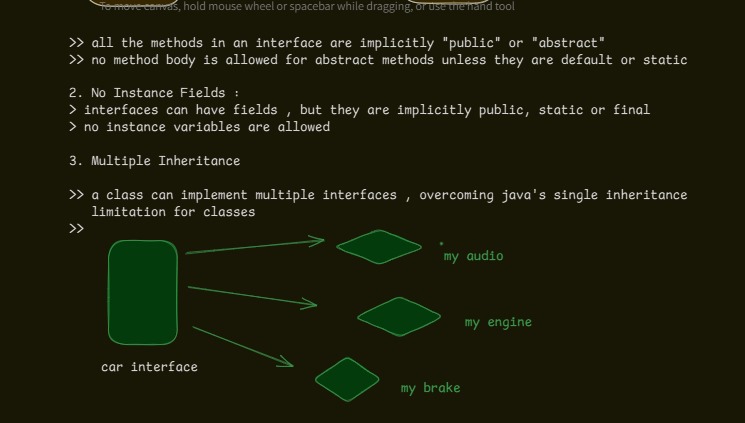 To move canvas, hold mouse wheel or spacebar while dragging, or use the hand tool
>> all the methods in an interface are implicitly "public" or "abstract"
>> no method body is allowed for abstract methods unless they are default or static
2. No Instance Fields :
> interfaces can have fields , but they are implicitly public, static or final
> no instance variables are allowed
3. Multiple Inheritance
>> a class can implement multiple interfaces , overcoming java's single inheritance
limitation for classes
>>
my audio
my engine
car interface
my brake